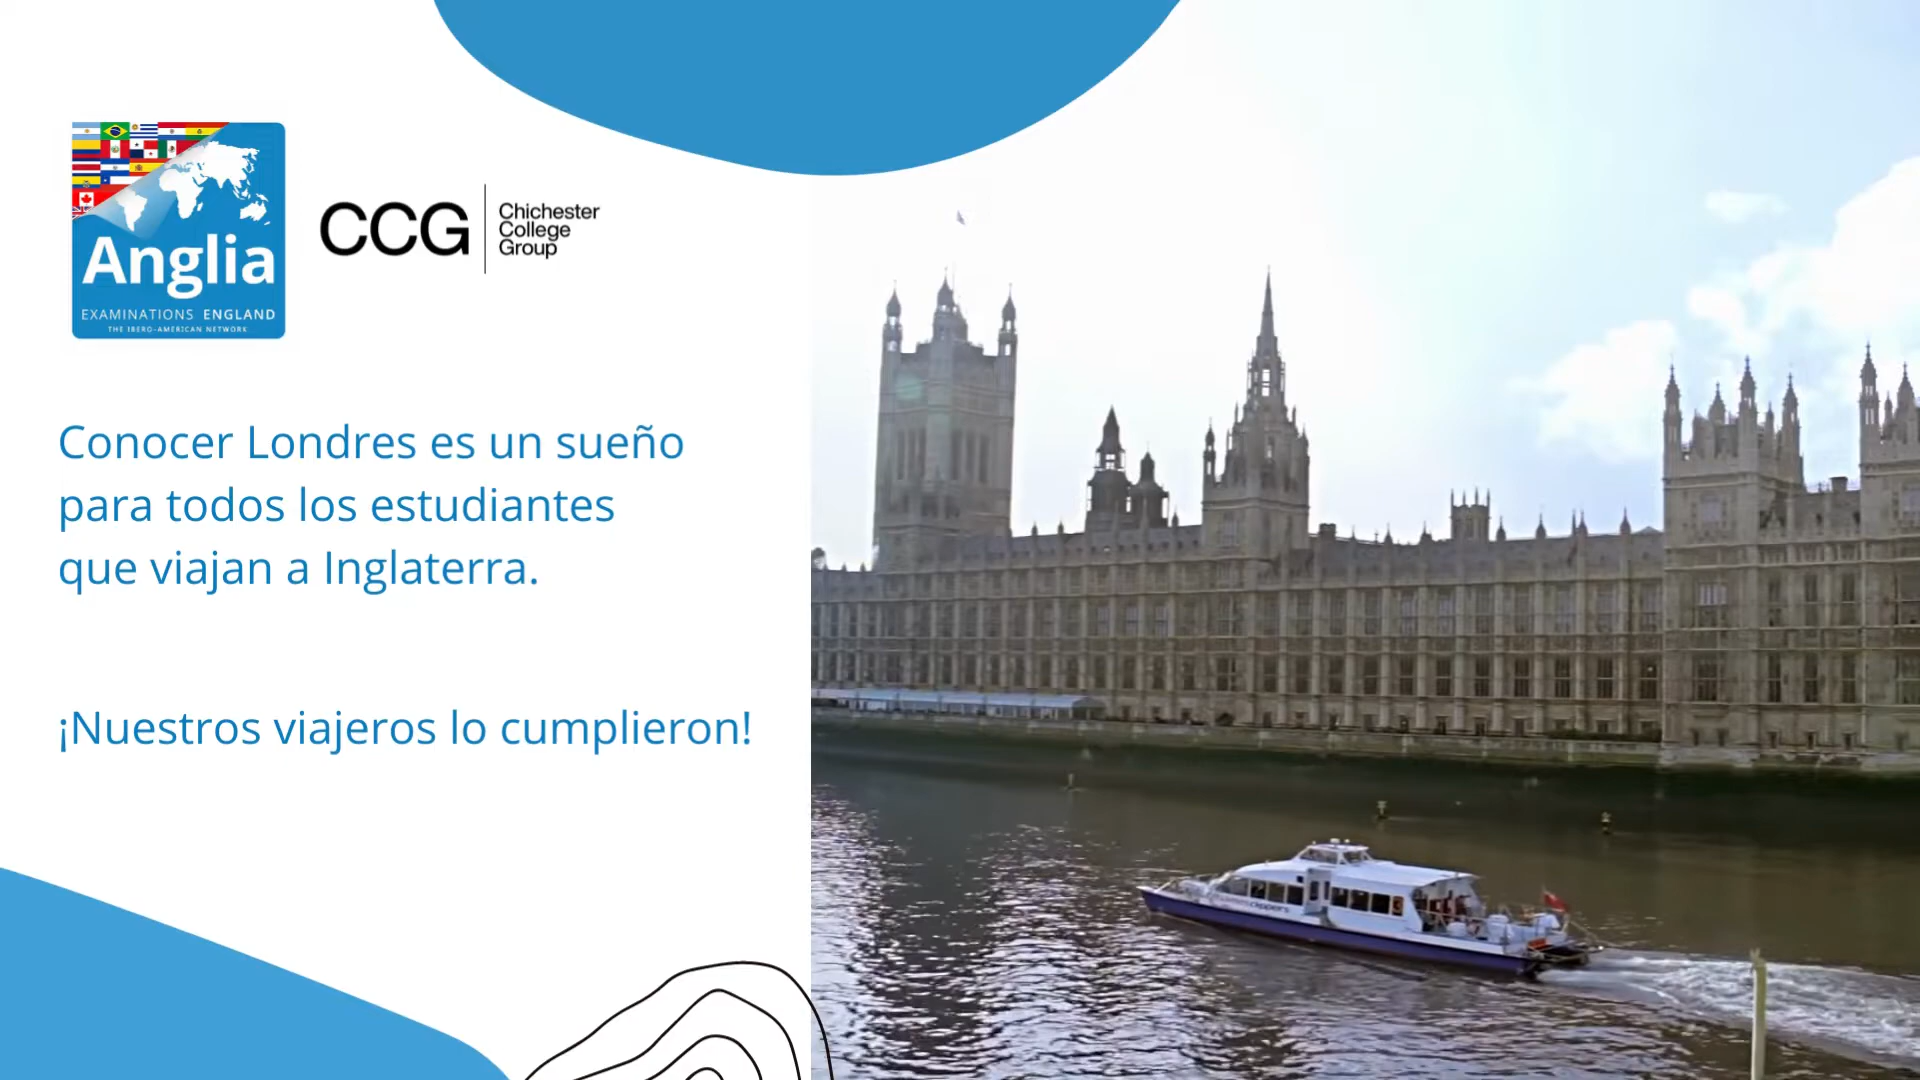 Anglia
EXAMINATIONS ENGLAND
THE IBERO-AMERICAN NETWORK
CCG
Chichester
College
Group
Conocer Londres es un sueño
para todos los estudiantes
que viajan a Inglaterra.
¡Nuestros viajeros lo cumplieron!
clippers